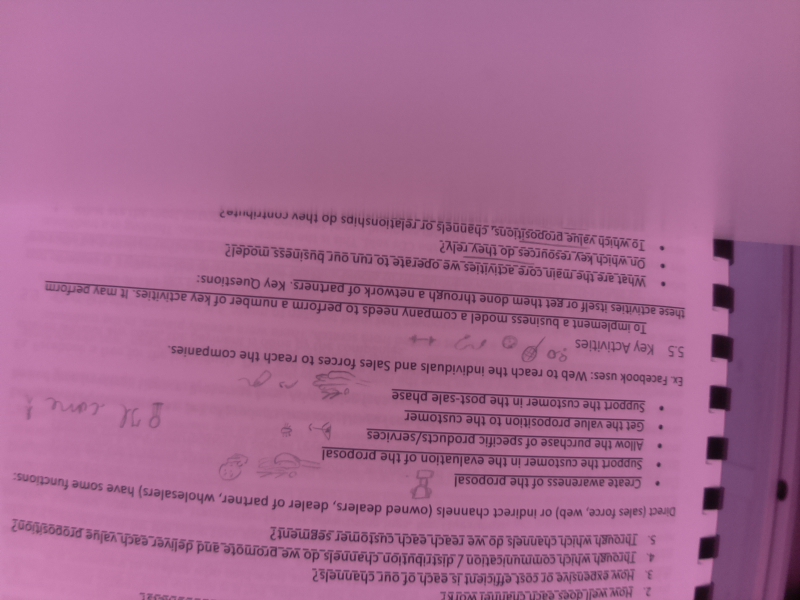 2. How well does each channel work?
3. How expensive or cost efficient is each of our channels?
4. Through which communication / distribution channels do we promote and deliver each value proposition?
5. Through which channels do we reach each customer segment?
Direct (sales force, web) or indirect channels (owned dealers, dealer of partner, wholesalers) have some functions:
• Create awareness of the proposal
• Support the customer in the evaluation of the proposal
• Allow the purchase of specific products/services
• Get the value proposition to the customer
• Support the customer in the post-sale phase
Ex. Facebook uses: Web to reach the individuals and Sales forces to reach the companies.
5.5 Key Activities
To implement a business model a company needs to perform a number of key activities. It may perform
these activities itself or get them done through a network of partners. Key Questions:
• What are the main core activities we operate to run our business model?
• On which key resources do they rely?
• To which value propositions, channels or relationships do they contribute?